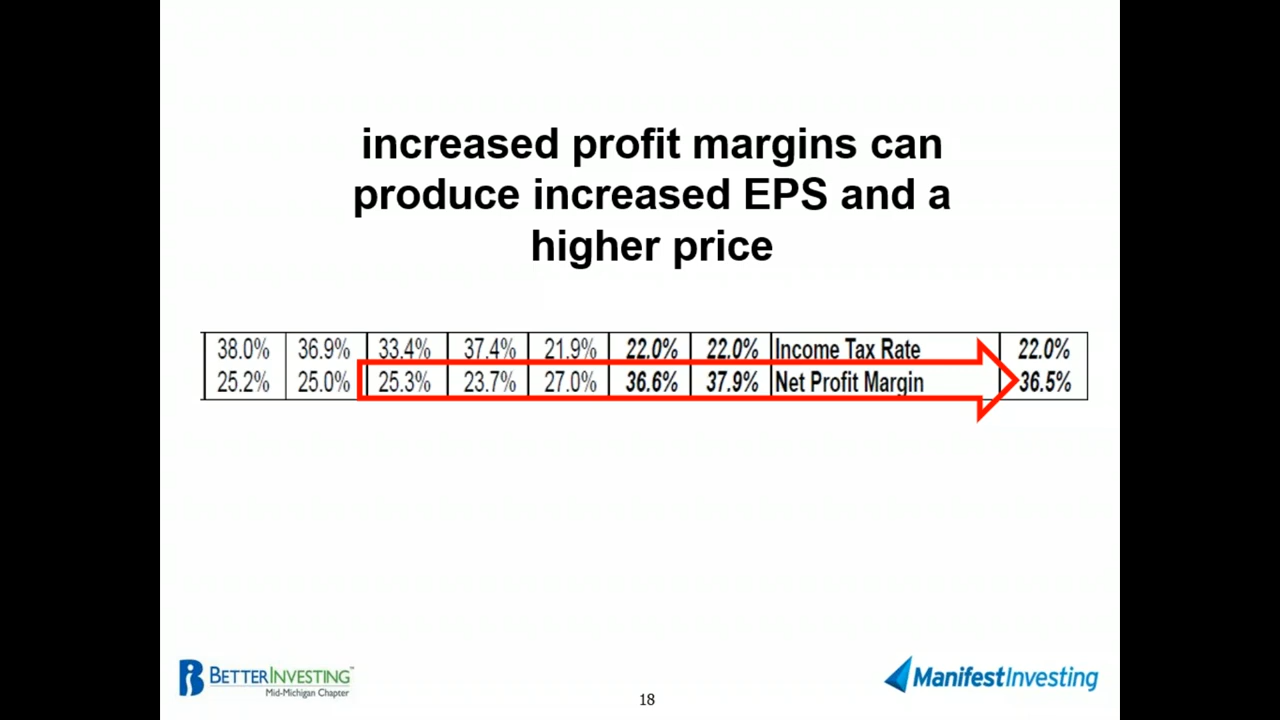 increased profit margins can
produce increased EPS and a
higher price
38.0% 36.9% 33.4% 37.4% 21.9% 22.0% 22.0% Income Tax Rate 22.0%
25.2% 25.0% 25.3% 23.7% 27.0% 36.6% 37.9% Net Profit Margin 36.5%
BETTERINVESTING™
Mid-Michigan Chapter
18
ManifestInvesting